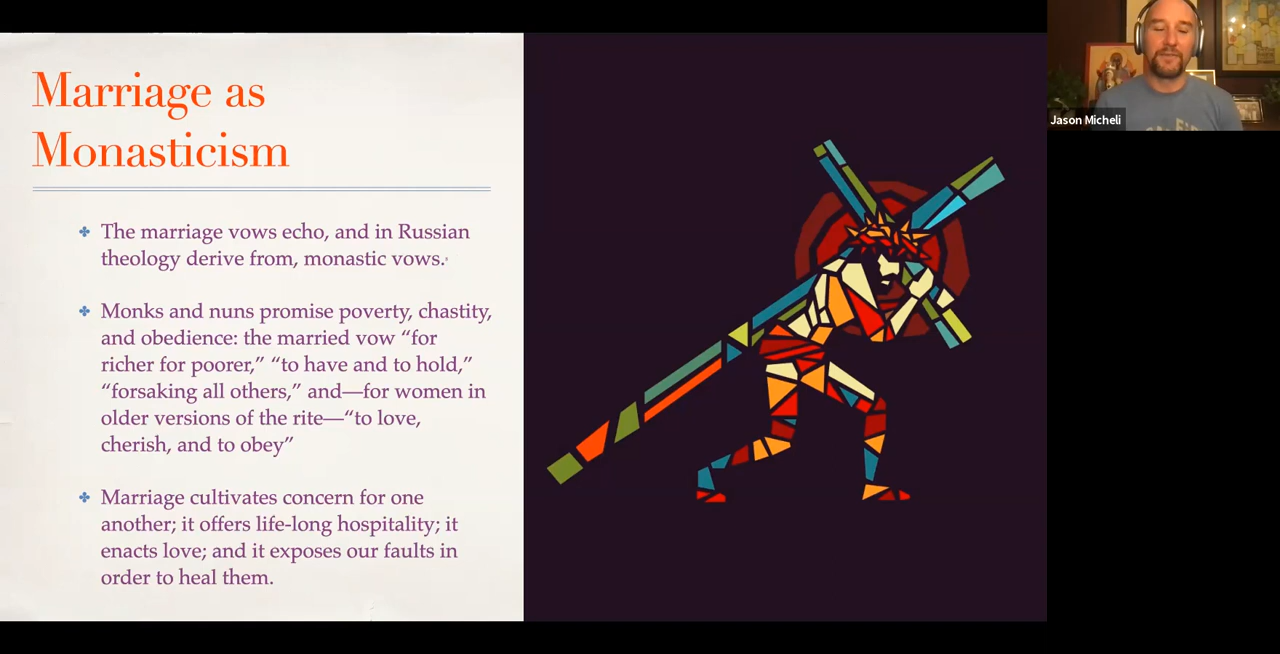 Marriage as
Monasticism
The marriage vows echo, and in Russian
theology derive from, monastic vows.
Monks and nuns promise poverty, chastity,
and obedience: the married vow “for
richer for poorer,” “to have and to hold,”
“forsaking all others,” and—for women in
older versions of the rite—“to love,
cherish, and to obey”
Marriage cultivates concern for one
another; it offers life-long hospitality; it
enacts love; and it exposes our faults in
order to heal them.
Jason Micheli